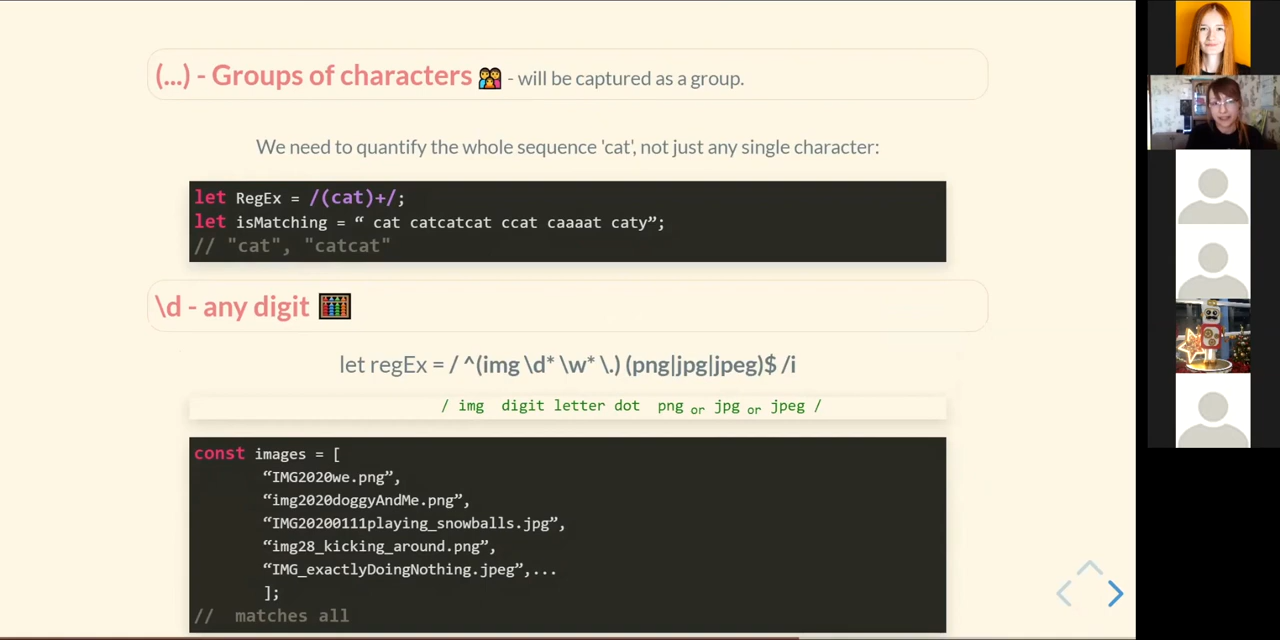 (...) - Groups of characters - will be captured as a group.
We need to quantify the whole sequence 'cat', not just any single character:
let RegEx = /(cat)+/;
let isMatching = “ cat catcatcat ccat caaaat caty”;
// "cat", "catcat"
\d - any digit
let regEx = / ^(img \d* \w* \.) (png|jpg|jpeg)$ /i
/ img digit letter dot png or jpg or jpeg /
const images = [
“IMG2020we.png”,
“img2020doggyAndMe.png”,
“IMG20200111playing_snowballs.jpg”,
“img28_kicking_around.png”,
“IMG_exactlyDoingNothing.jpeg”,...
];
// matches all